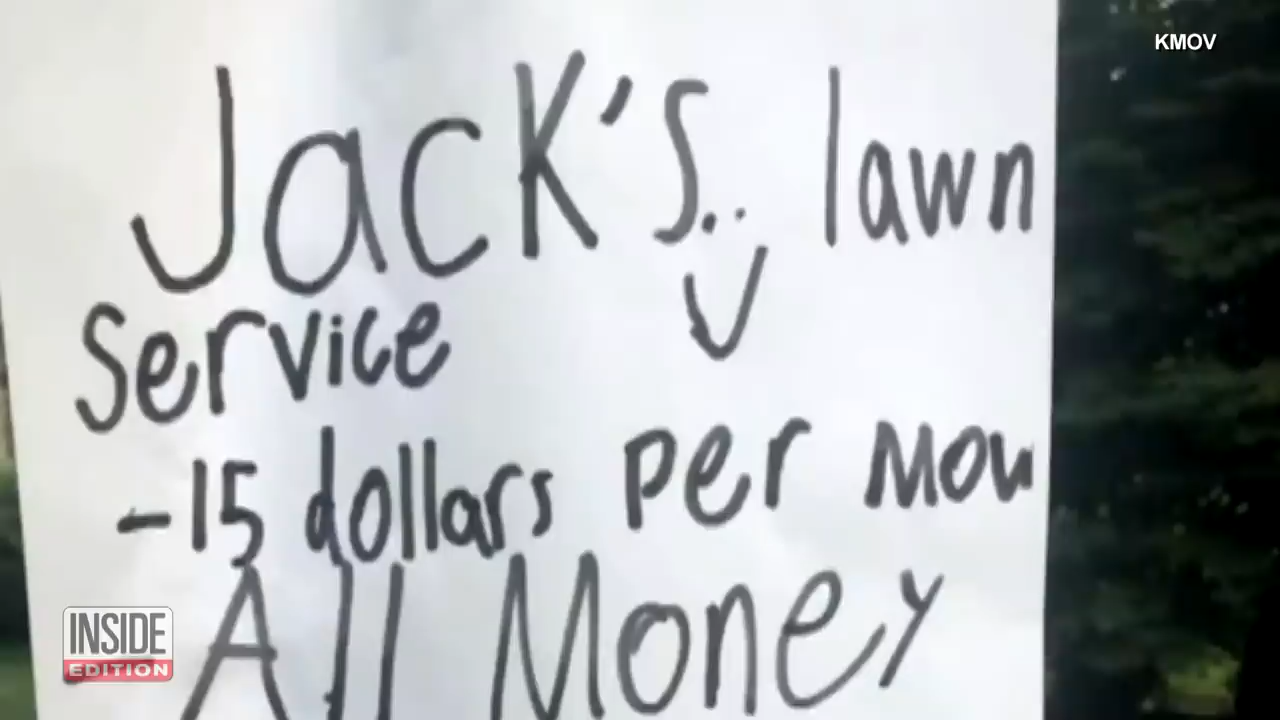 KMOV
Jack's lawn
Service
-15 dollars per mow
All Money
INSIDE
EDITION